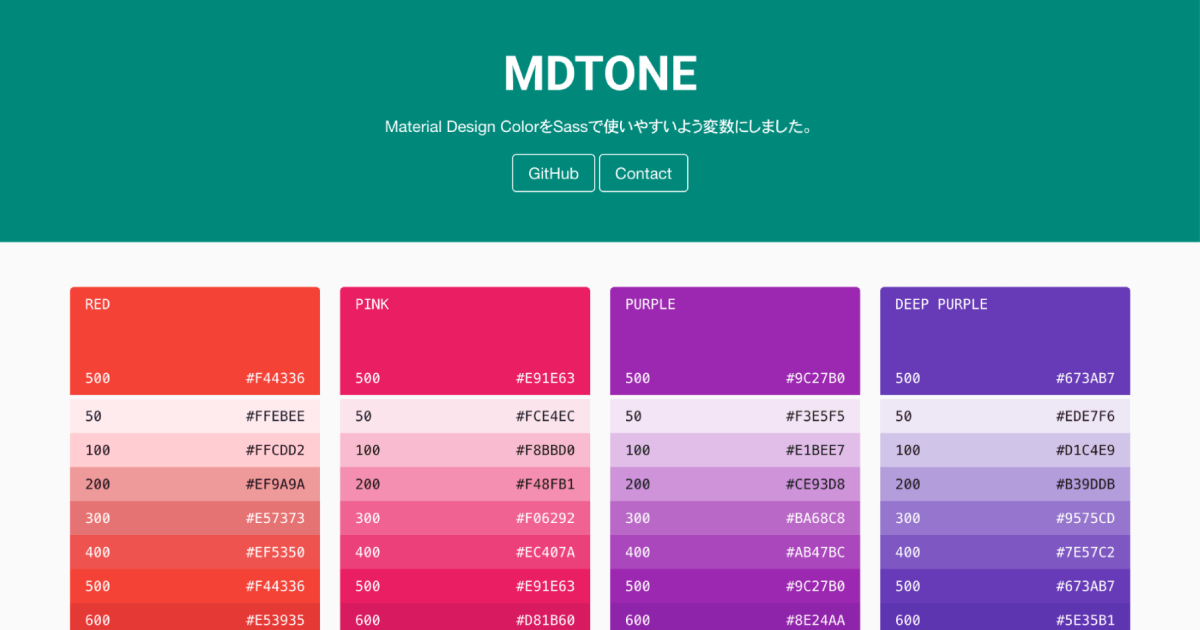 MDTONE
Material Design ColorをSassで使いやすいよう変数にしました。
GitHub Contact
RED
500 #F44336
50 #FFEBEE
100 #FFCDD2
200 #EF9A9A
300 #E57373
400 #EF5350
500 #F44336
600 #E53935
PINK
500 #E91E63
50 #FCE4EC
100 #F8BBD0
200 #F48FB1
300 #F06292
400 #EC407A
500 #E91E63
600 #D81B60
PURPLE
500 #9C27B0
50 #F3E5F5
100 #E1BEE7
200 #CE93D8
300 #BA68C8
400 #AB47BC
500 #9C27B0
600 #8E24AA
DEEP PURPLE
500 #673AB7
50 #EDE7F6
100 #D1C4E9
200 #B39DDB
300 #9575CD
400 #7E57C2
500 #673AB7
600 #5E35B1